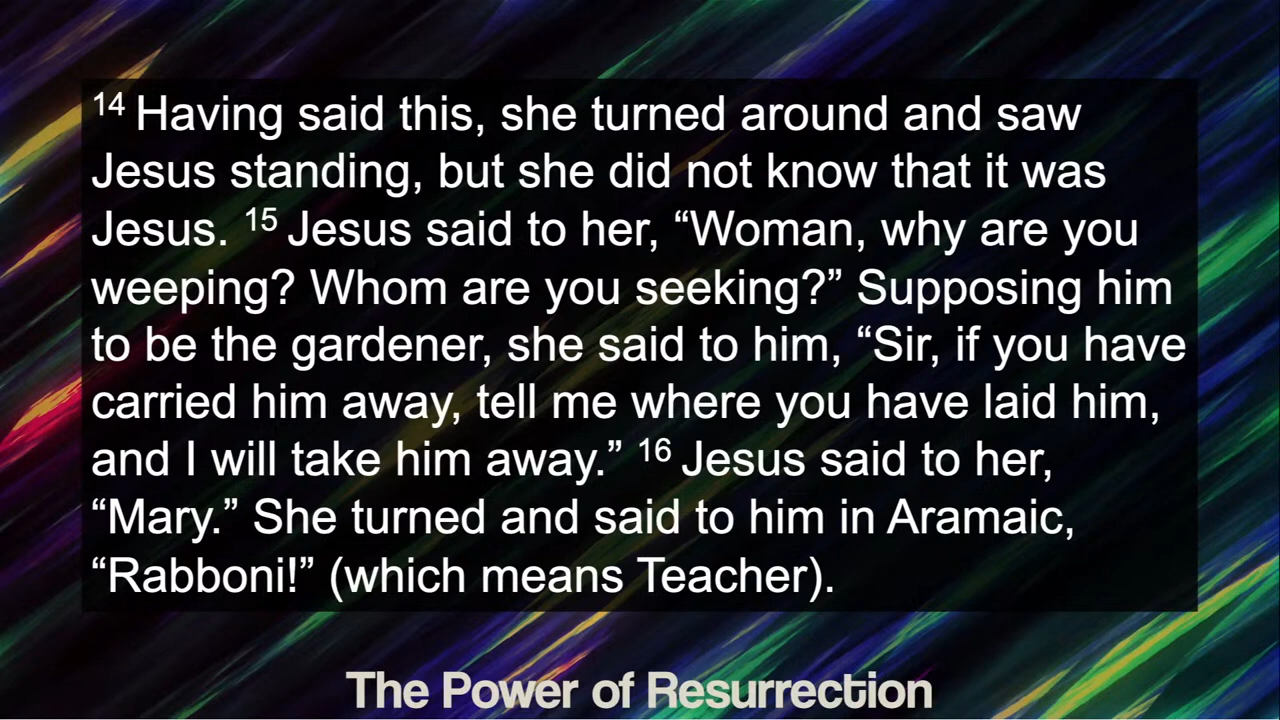 14 Having said this, she turned around and saw
Jesus standing, but she did not know that it was
Jesus. 15 Jesus said to her, “Woman, why are you
weeping? Whom are you seeking?” Supposing him
to be the gardener, she said to him, “Sir, if you have
carried him away, tell me where you have laid him,
and I will take him away.” 16 Jesus said to her,
“Mary.” She turned and said to him in Aramaic,
“Rabboni!” (which means Teacher).
The Power of Resurrection